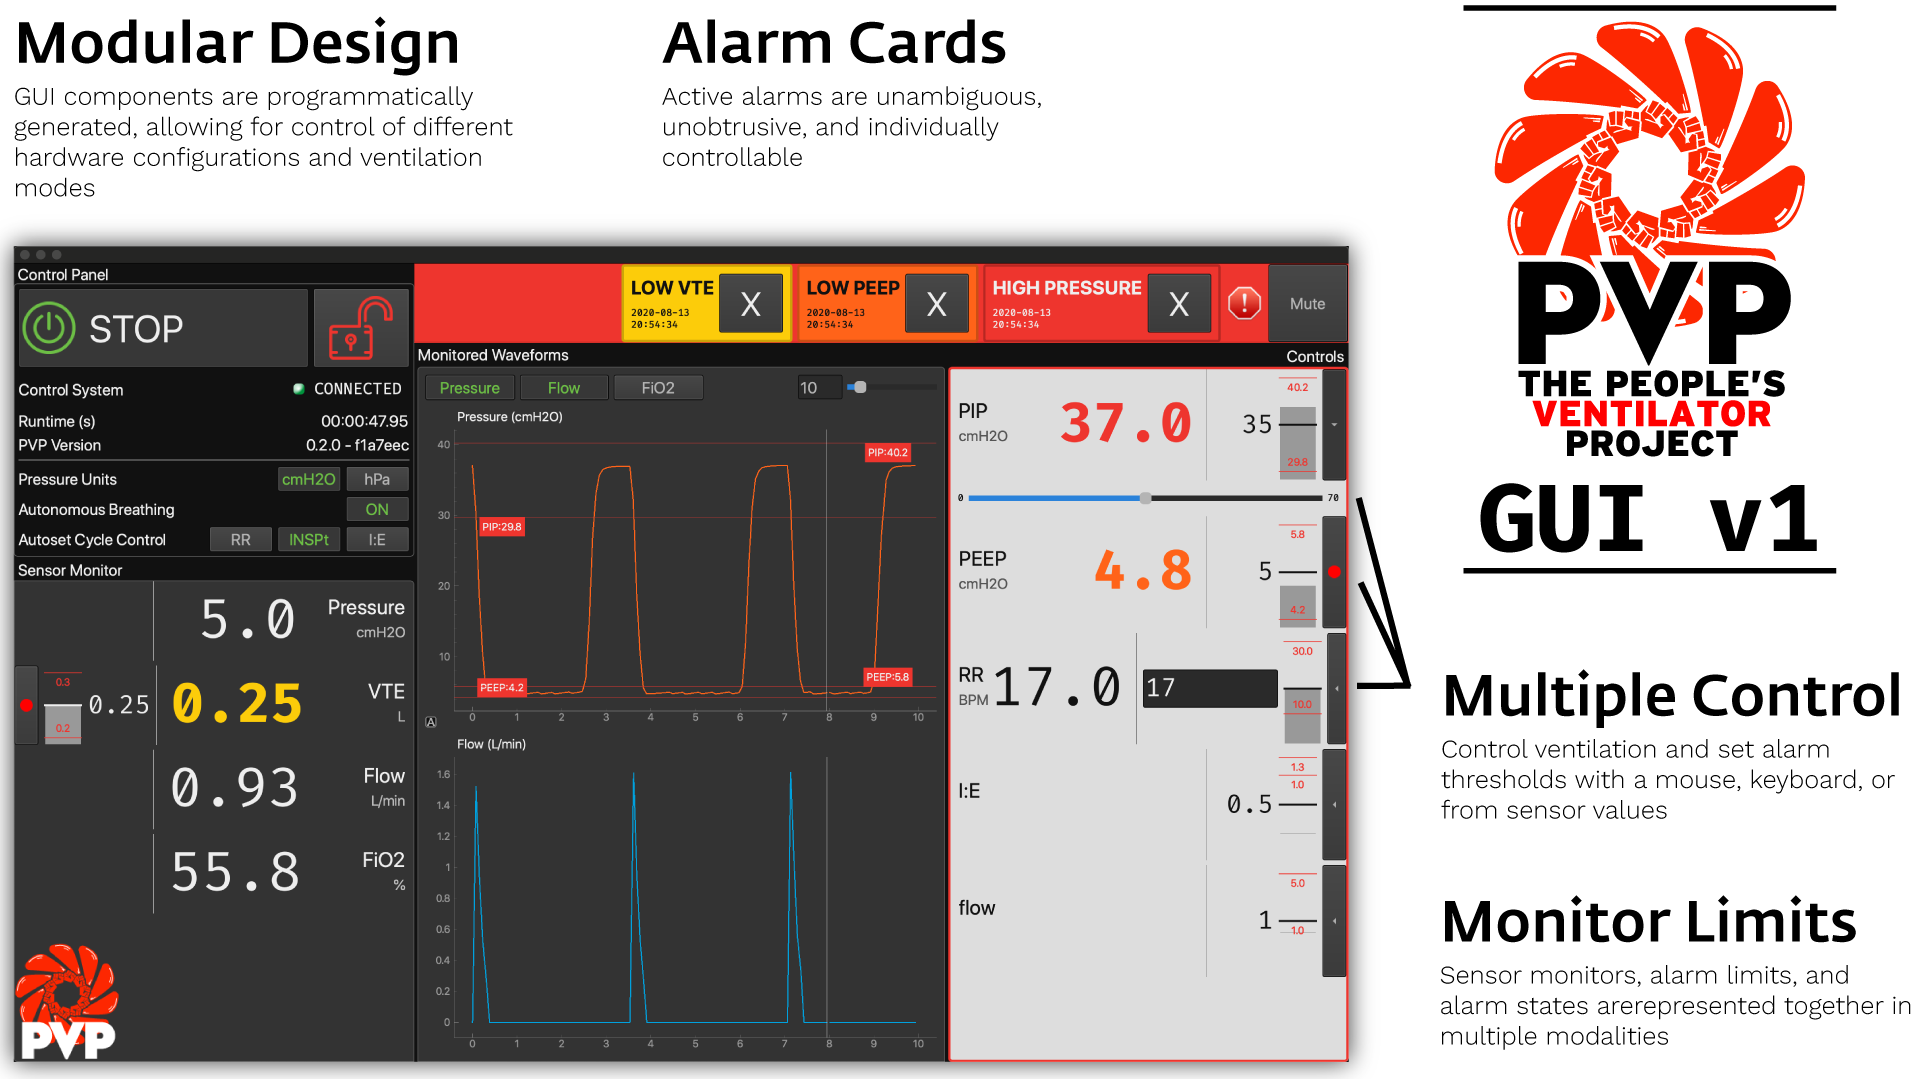 Modular Design
GUI components are programmatically
generated, allowing for control of different
hardware configurations and ventilation
modes
Alarm Cards
Active alarms are unambiguous,
unobtrusive, and individually
controllable
PVP
THE PEOPLE'S
VENTILATOR
PROJECT
GUI v1
Control Panel
STOP
Control System CONNECTED
Runtime (s) 00:00:47.95
PVP Version 0.2.0 - f1a7eec
Pressure Units cmH2O hPa
Autonomous Breathing ON
Autoset Cycle Control RR INSPt I:E
Sensor Monitor
5.0 Pressure
cmH2O
0.3
0.25 0.25 VTE
L
0.2
0.93 Flow
L/min
55.8 FiO2
%
PVP
LOW VTE
2020-08-13
20:54:34
X
LOW PEEP
2020-08-13
20:54:34
X
HIGH PRESSURE
2020-08-13
20:54:34
X
!
Mute
Monitored Waveforms
Pressure Flow FiO2 10
Pressure (cmH2O)
40
30
20
10
PIP:40.2
PIP:29.8
PEEP:4.2
PEEP:5.8
0 1 2 3 4 5 6 7 8 9 10
A
Flow (L/min)
1.6
1.4
1.2
1
0.8
0.6
0.4
0.2
0
0 1 2 3 4 5 6 7 8 9 10
Controls
PIP
cmH2O
37.0
35
40.2
29.8
0 70
PEEP
cmH2O
4.8
5
5.8
4.2
RR
BPM
17.0
17
30.0
10.0
I:E
0.5
1.3
1.0
flow
1
5.0
1.0
Multiple Control
Control ventilation and set alarm
thresholds with a mouse, keyboard, or
from sensor values
Monitor Limits
Sensor monitors, alarm limits, and
alarm states arerepresented together in
multiple modalities